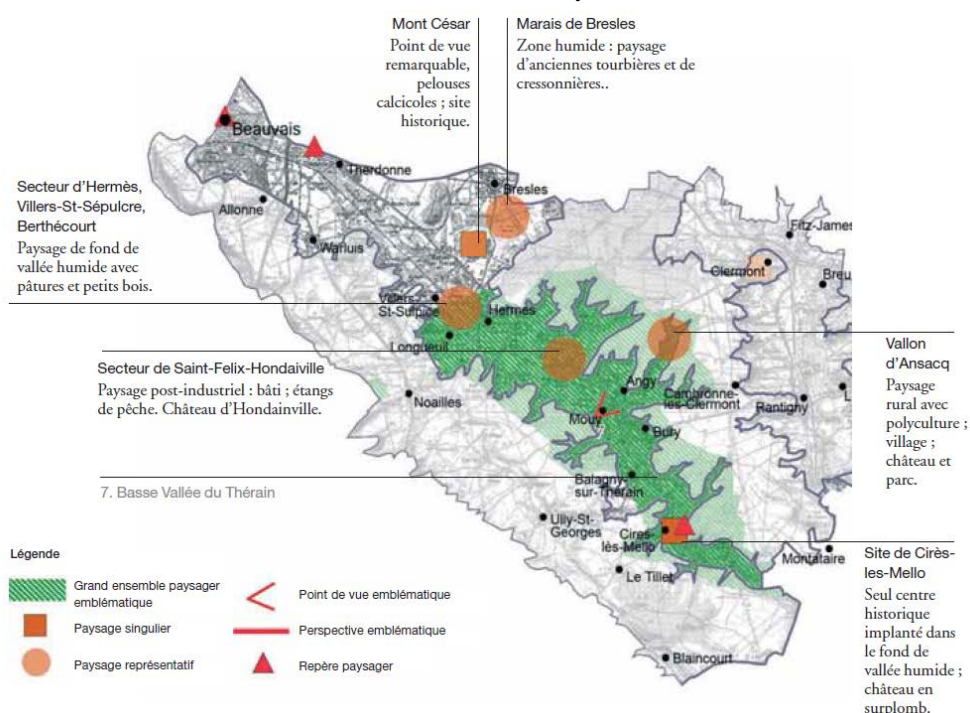 Mont César
Point de vue
remarquable,
pelouses
calcicoles ; site
historique.
Marais de Bresles
Zone humide : paysage
d'anciennes tourbières et de
cressonnières..
Secteur d'Hermès,
Villers-St-Sépulcre,
Berthécourt
Paysage de fond de
vallée humide avec
pâtures et petits bois.
Beauvais
Therdonne
Allonne
Warluis
Bresles
Fitz-James
Clermont
Breu
Villers-
St-Sulpice
Hermes
Longueuil
Secteur de Saint-Felix-Hondaiville
Paysage post-industriel : bâti ; étangs
de pêche. Château d'Hondainville.
Noailles
Angy
Cambronne-
les-Clermont
Rantigny
Mouy
Bury
Vallon
d'Ansacq
Paysage
rural avec
polyculture ;
village ;
château et
parc.
7. Basse Vallée du Thérain
Balagny-
sur-Thérain
Ully-St-
Georges
Cires-
lès-Mello
Le Tillet
Montataire
Blaincourt
Site de Cirès-
les-Mello
Seul centre
historique
implanté dans
le fond de
vallée humide ;
château en
surplomb.
Légende
Grand ensemble paysager
emblématique
Paysage singulier
Paysage représentatif
Point de vue emblématique
Perspective emblématique
Repère paysager